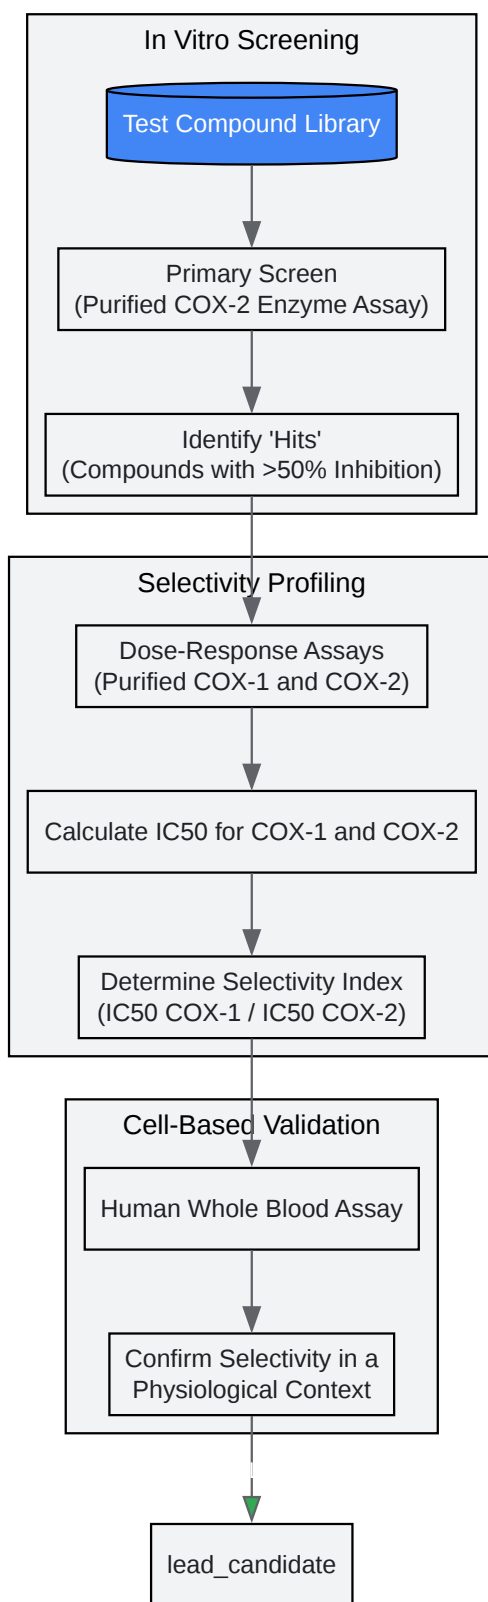 In Vitro Screening
Test Compound Library
Primary Screen
(Purified COX-2 Enzyme Assay)
Identify 'Hits'
(Compounds with >50% Inhibition)
Selectivity Profiling
Dose-Response Assays
(Purified COX-1 and COX-2)
Calculate IC50 for COX-1 and COX-2
Determine Selectivity Index
(IC50 COX-1 / IC50 COX-2)
Cell-Based Validation
Human Whole Blood Assay
Confirm Selectivity in a
Physiological Context
lead_candidate